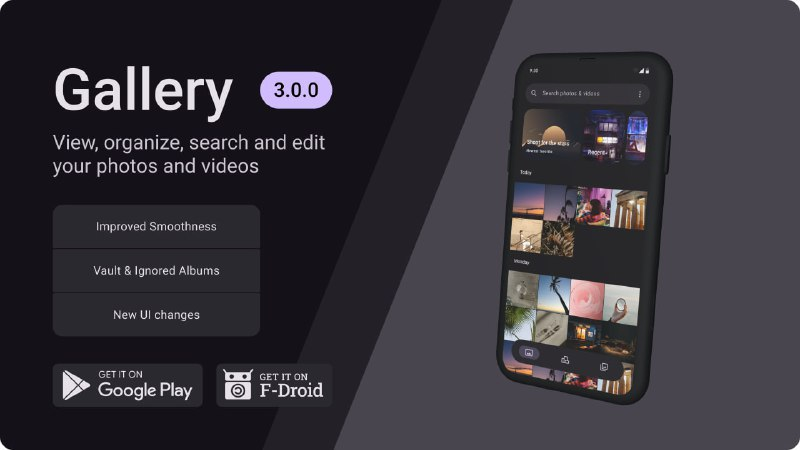 Gallery
3.0.0
View, organize, search and edit
your photos and videos
Improved Smoothness
Vault & Ignored Albums
New UI changes
GET IT ON
Google Play
GET IT ON
F-Droid
9:30
Search photos & videos
Shoot for the stars
Recents
Today
Monday